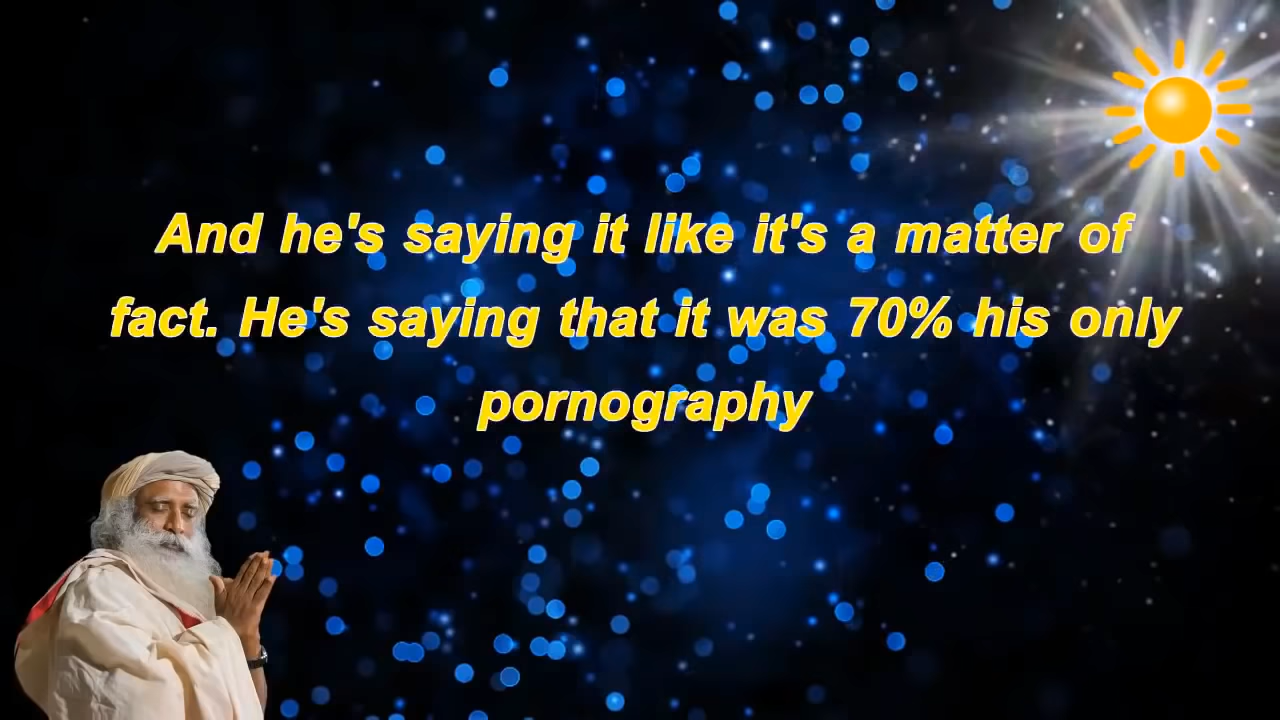 And he's saying it like it's a matter of
fact. He's saying that it was 70% his only
pornography